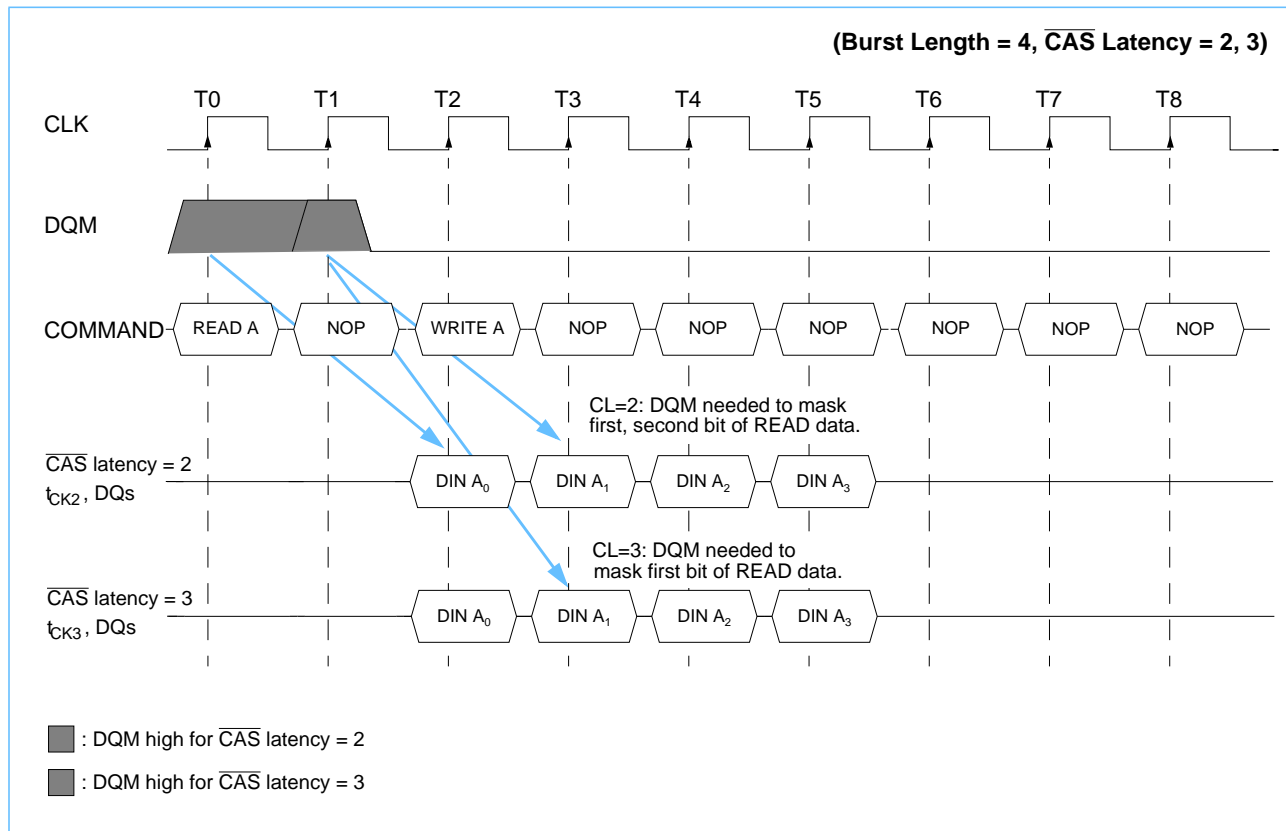 (Burst Length = 4, CAS Latency = 2, 3)
T0 T1 T2 T3 T4 T5 T6 T7 T8
CLK
DQM
COMMAND READ A NOP WRITE A NOP NOP NOP NOP NOP NOP
CL=2: DQM needed to mask
first, second bit of READ data.
CAS latency = 2
tCK2, DQs
DIN A0 DIN A1 DIN A2 DIN A3
CL=3: DQM needed to
mask first bit of READ data.
CAS latency = 3
tCK3, DQs
DIN A0 DIN A1 DIN A2 DIN A3
: DQM high for CAS latency = 2
: DQM high for CAS latency = 3